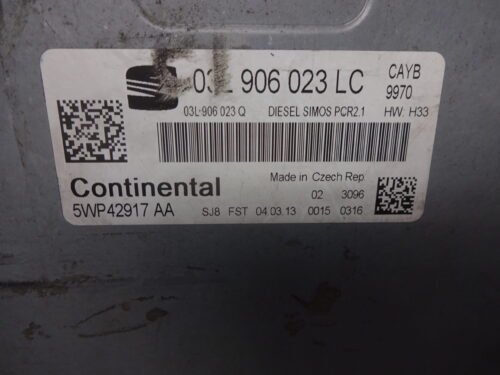 03L 906 023 LC CAYB
9970
03L-906 023 Q DIESEL SIMOS PCR2.1 HW: H33
Continental Made in Czech Rep.
02 3096
5WP42917 AA SJ8 FST 04.03.13 0015 0316